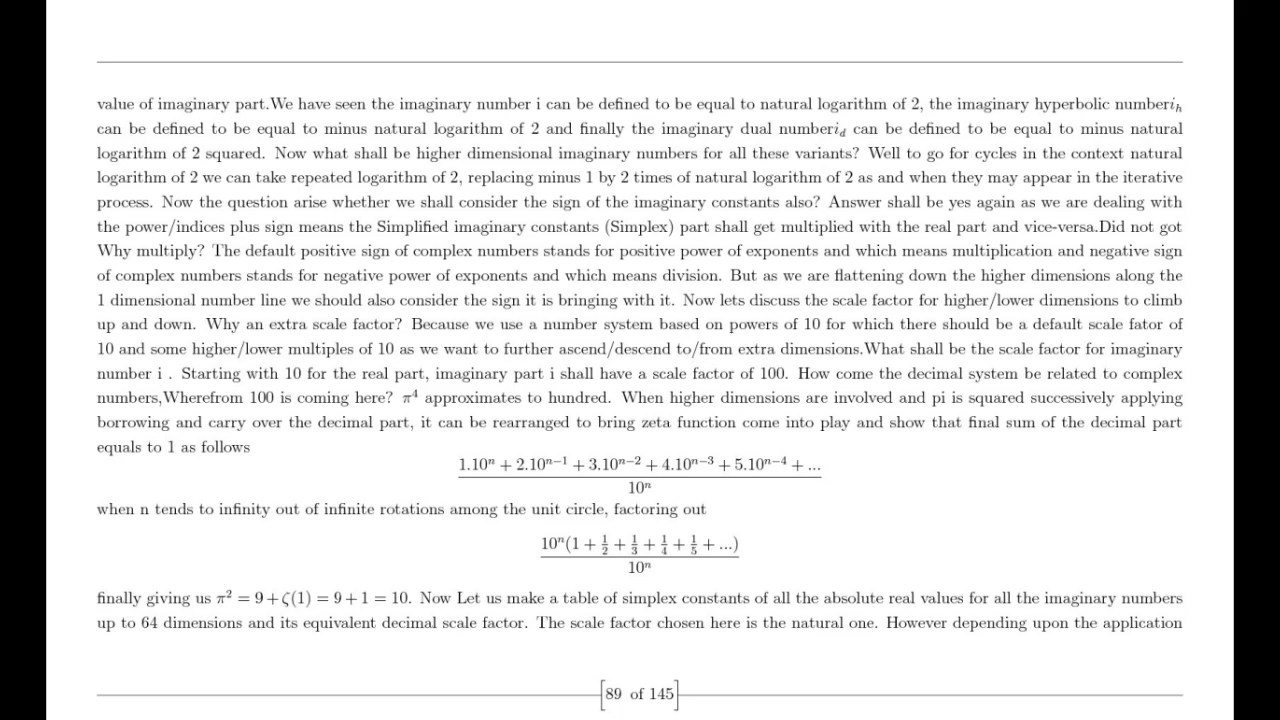 value of imaginary part.We have seen the imaginary number i can be defined to be equal to natural logarithm of 2, the imaginary hyperbolic number$i_h$
can be defined to be equal to minus natural logarithm of 2 and finally the imaginary dual number$i_d$ can be defined to be equal to minus natural
logarithm of 2 squared. Now what shall be higher dimensional imaginary numbers for all these variants? Well to go for cycles in the context natural
logarithm of 2 we can take repeated logarithm of 2, replacing minus 1 by 2 times of natural logarithm of 2 as and when they may appear in the iterative
process. Now the question arise whether we shall consider the sign of the imaginary constants also? Answer shall be yes again as we are dealing with
the power/indices plus sign means the Simplified imaginary constants (Simplex) part shall get multiplied with the real part and vice-versa.Did not got
Why multiply? The default positive sign of complex numbers stands for positive power of exponents and which means multiplication and negative sign
of complex numbers stands for negative power of exponents and which means division. But as we are flattening down the higher dimensions along the
1 dimensional number line we should also consider the sign it is bringing with it. Now lets discuss the scale factor for higher/lower dimensions to climb
up and down. Why an extra scale factor? Because we use a number system based on powers of 10 for which there should be a default scale fator of
10 and some higher/lower multiples of 10 as we want to further ascend/descend to/from extra dimensions.What shall be the scale factor for imaginary
number i . Starting with 10 for the real part, imaginary part i shall have a scale factor of 100. How come the decimal system be related to complex
numbers,Wherefrom 100 is coming here? $\pi^4$ approximates to hundred. When higher dimensions are involved and pi is squared successively applying
borrowing and carry over the decimal part, it can be rearranged to bring zeta function come into play and show that final sum of the decimal part
equals to 1 as follows
$\frac{1.10^n + 2.10^{n-1} + 3.10^{n-2} + 4.10^{n-3} + 5.10^{n-4} + ...}{10^n}$
when n tends to infinity out of infinite rotations among the unit circle, factoring out
$\frac{10^n(1 + \frac{1}{2} + \frac{1}{3} + \frac{1}{4} + \frac{1}{5} + ...)}{10^n}$
finally giving us $\pi^2 = 9 + \zeta(1) = 9 + 1 = 10$. Now Let us make a table of simplex constants of all the absolute real values for all the imaginary numbers
up to 64 dimensions and its equivalent decimal scale factor. The scale factor chosen here is the natural one. However depending upon the application
[89 of 145]